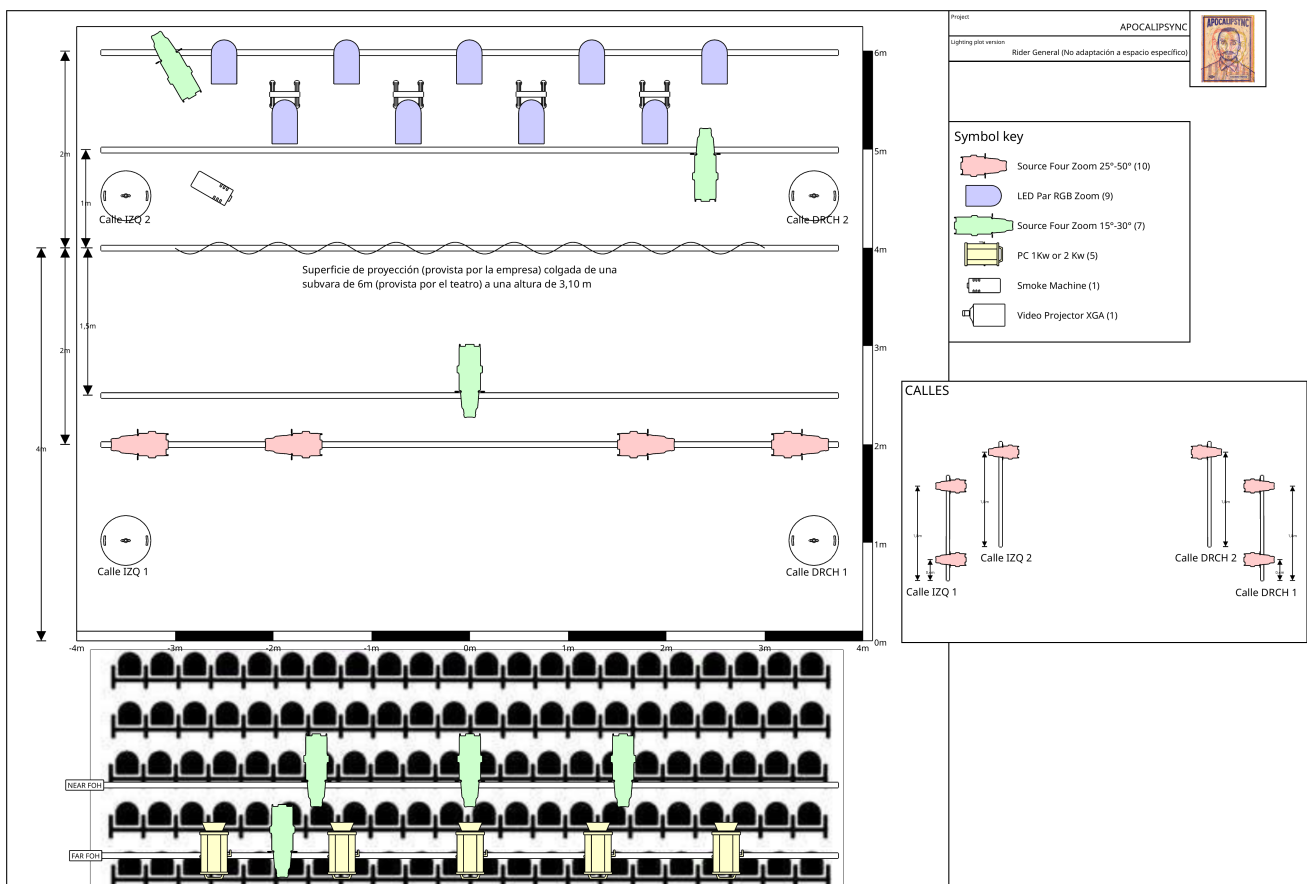 Project
APOCALIPSYNC
Lighting plot version
Rider General (No adaptación a espacio específico)
APOCALIPSYNC
Symbol key
Source Four Zoom 25°-50° (10)
LED Par RGB Zoom (9)
Source Four Zoom 15°-30° (7)
PC 1Kw or 2 Kw (5)
Smoke Machine (1)
Video Projector XGA (1)
6m
2m
5m
1m
Calle IZQ 2
Calle DRCH 2
4m
Superficie de proyección (provista por la empresa) colgada de una
subvara de 6m (provista por el teatro) a una altura de 3,10 m
1,5m
2m
3m
4m
2m
1m
Calle IZQ 1
Calle DRCH 1
0m
-4m
-3m
-2m
-1m
0m
1m
2m
3m
4m
NEAR FOH
FAR FOH
CALLES
Calle IZQ 2
Calle DRCH 2
Calle IZQ 1
Calle DRCH 1